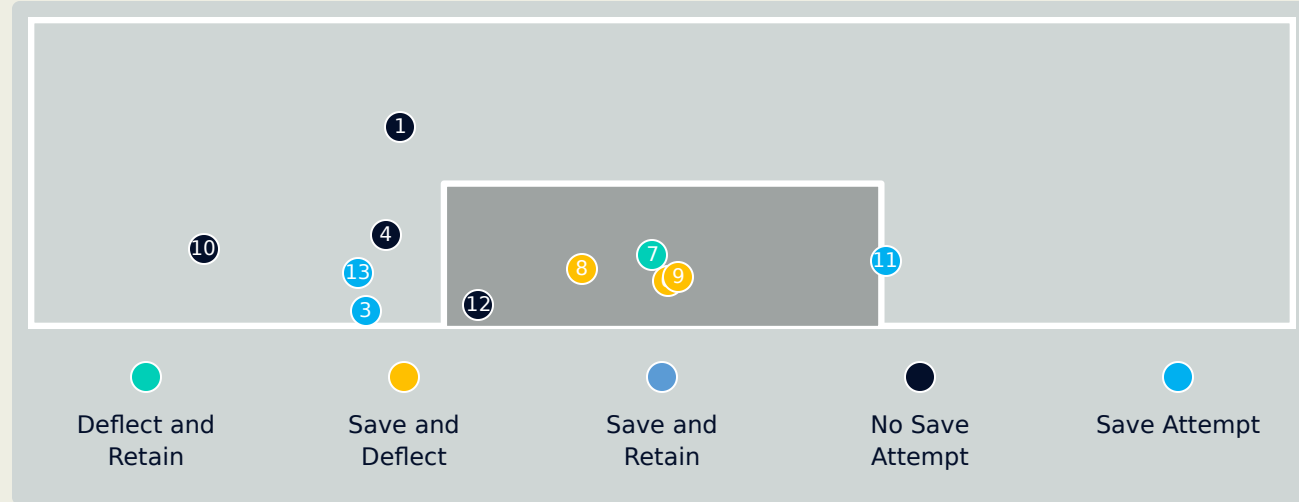 1
4
10
7
11
8
9
13
12
3
Deflect and
Retain
Save and
Deflect
Save and
Retain
No Save
Attempt
Save Attempt